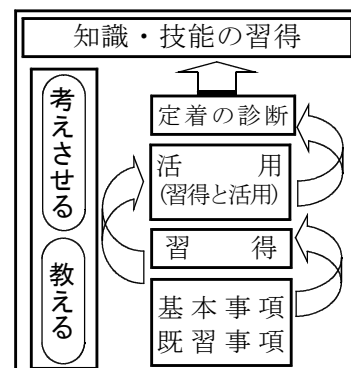 知識・技能の習得
考えさせる
教える
定着の診断
活用
(習得と活用)
習得
基本事項
既習事項